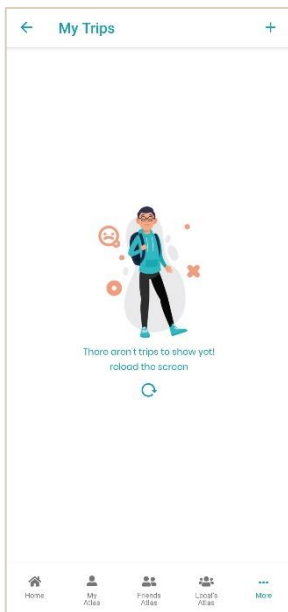 My Trips
There aren't trips to show yet!
reload the screen
Home
My
Atlas
Friends
Atlas
Local's
Atlas
More